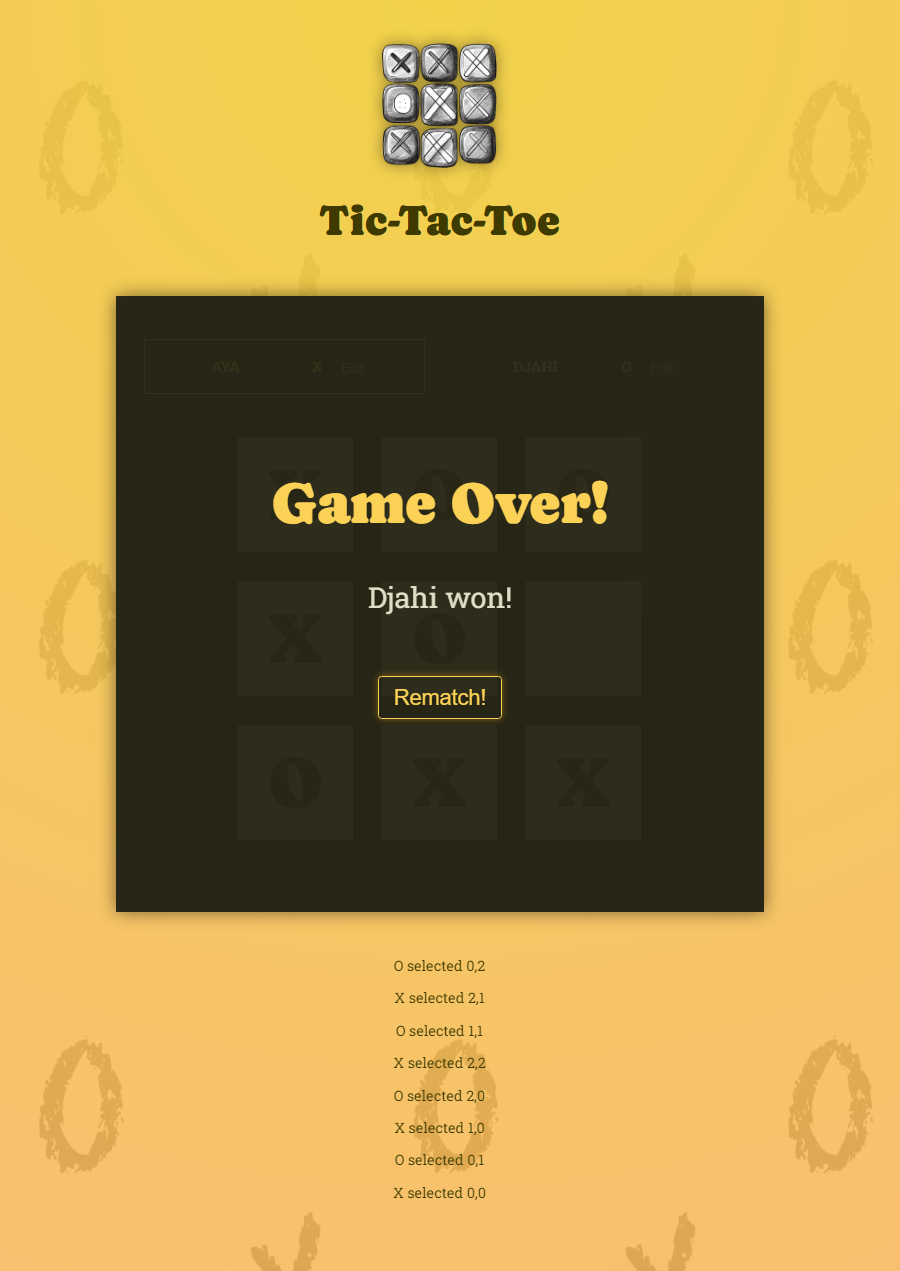 Tic-Tac-Toe
AYA X Edit DJAHI O Edit
X O O
Game Over!
Djahi won!
X O
Rematch!
O X X
O selected 0,2
X selected 2,1
O selected 1,1
X selected 2,2
O selected 2,0
X selected 1,0
O selected 0,1
X selected 0,0